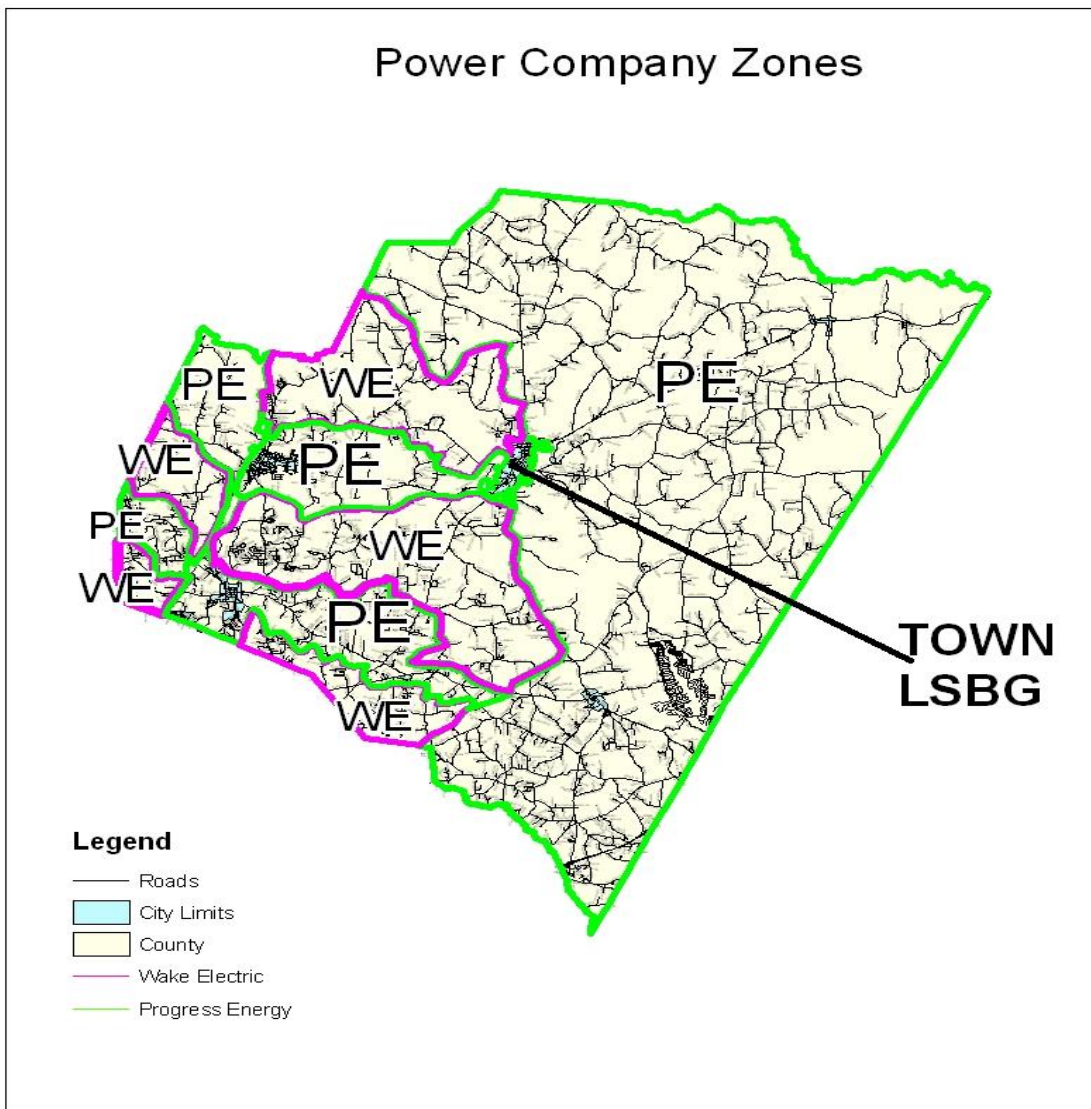 Power Company Zones
PE
WE
PE
WE
PE
PE
WE
WE
PE
WE
TOWN
LSBG
Legend
Roads
City Limits
County
Wake Electric
Progress Energy